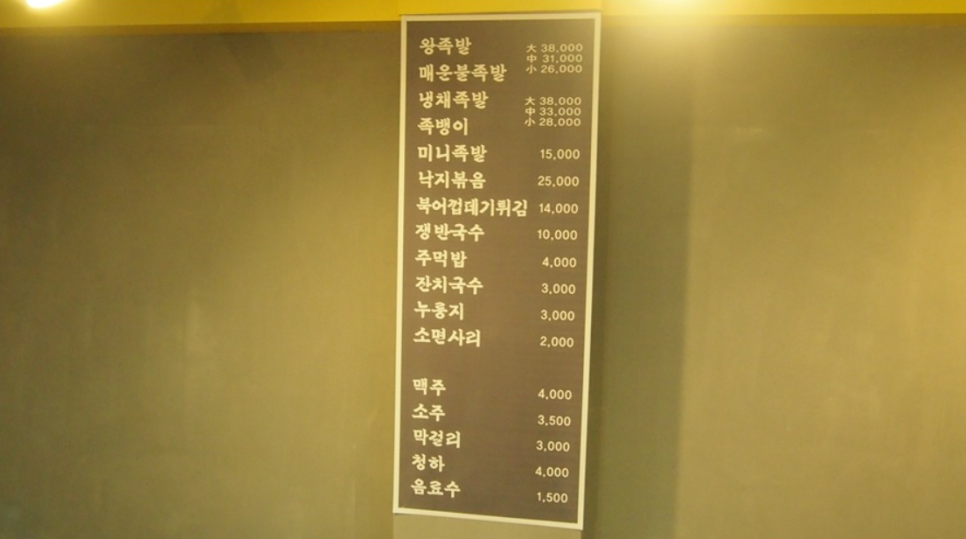 왕족발 大 38,000
中 31,000
매운불족발 小 26,000
냉채족발 大 38,000
中 33,000
족뱅이 小 28,000
미니족발 15,000
낙지볶음 25,000
북어껍데기튀김 14,000
쟁반국수 10,000
주먹밥 4,000
잔치국수 3,000
누룽지 3,000
소면사리 2,000
맥주 4,000
소주 3,500
막걸리 3,000
청하 4,000
음료수 1,500